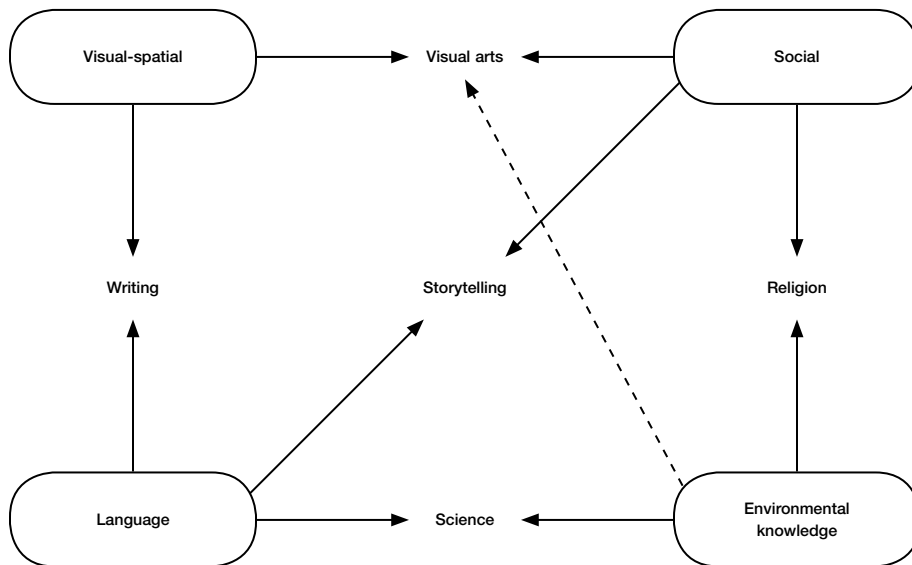 Visual-spatial
Visual arts
Social
Writing
Storytelling
Religion
Language
Science
Environmental
knowledge